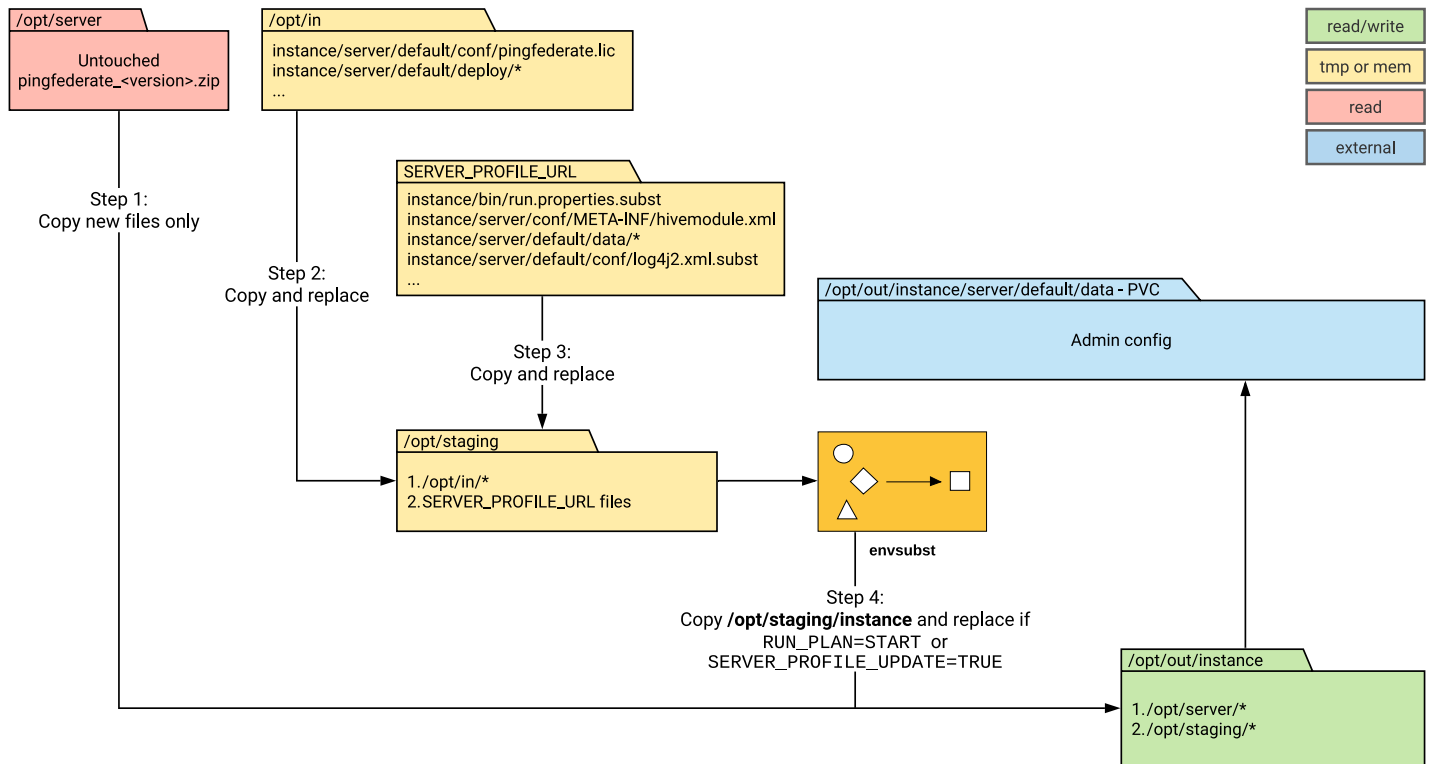 /opt/server
Untouched
pingfederate_<version>.zip
/opt/in
instance/server/default/conf/pingfederate.lic
instance/server/default/deploy/*
...
read/write
tmp or mem
read
external
Step 1:
Copy new files only
SERVER_PROFILE_URL
instance/bin/run.properties.subst
instance/server/conf/META-INF/hivemodule.xml
instance/server/default/data/*
instance/server/default/conf/log4j2.xml.subst
...
Step 2:
Copy and replace
Step 3:
Copy and replace
/opt/out/instance/server/default/data - PVC
Admin config
/opt/staging
1./opt/in/*
2.SERVER_PROFILE_URL files
envsubst
Step 4:
Copy /opt/staging/instance and replace if
RUN_PLAN=START or
SERVER_PROFILE_UPDATE=TRUE
/opt/out/instance
1./opt/server/*
2./opt/staging/*